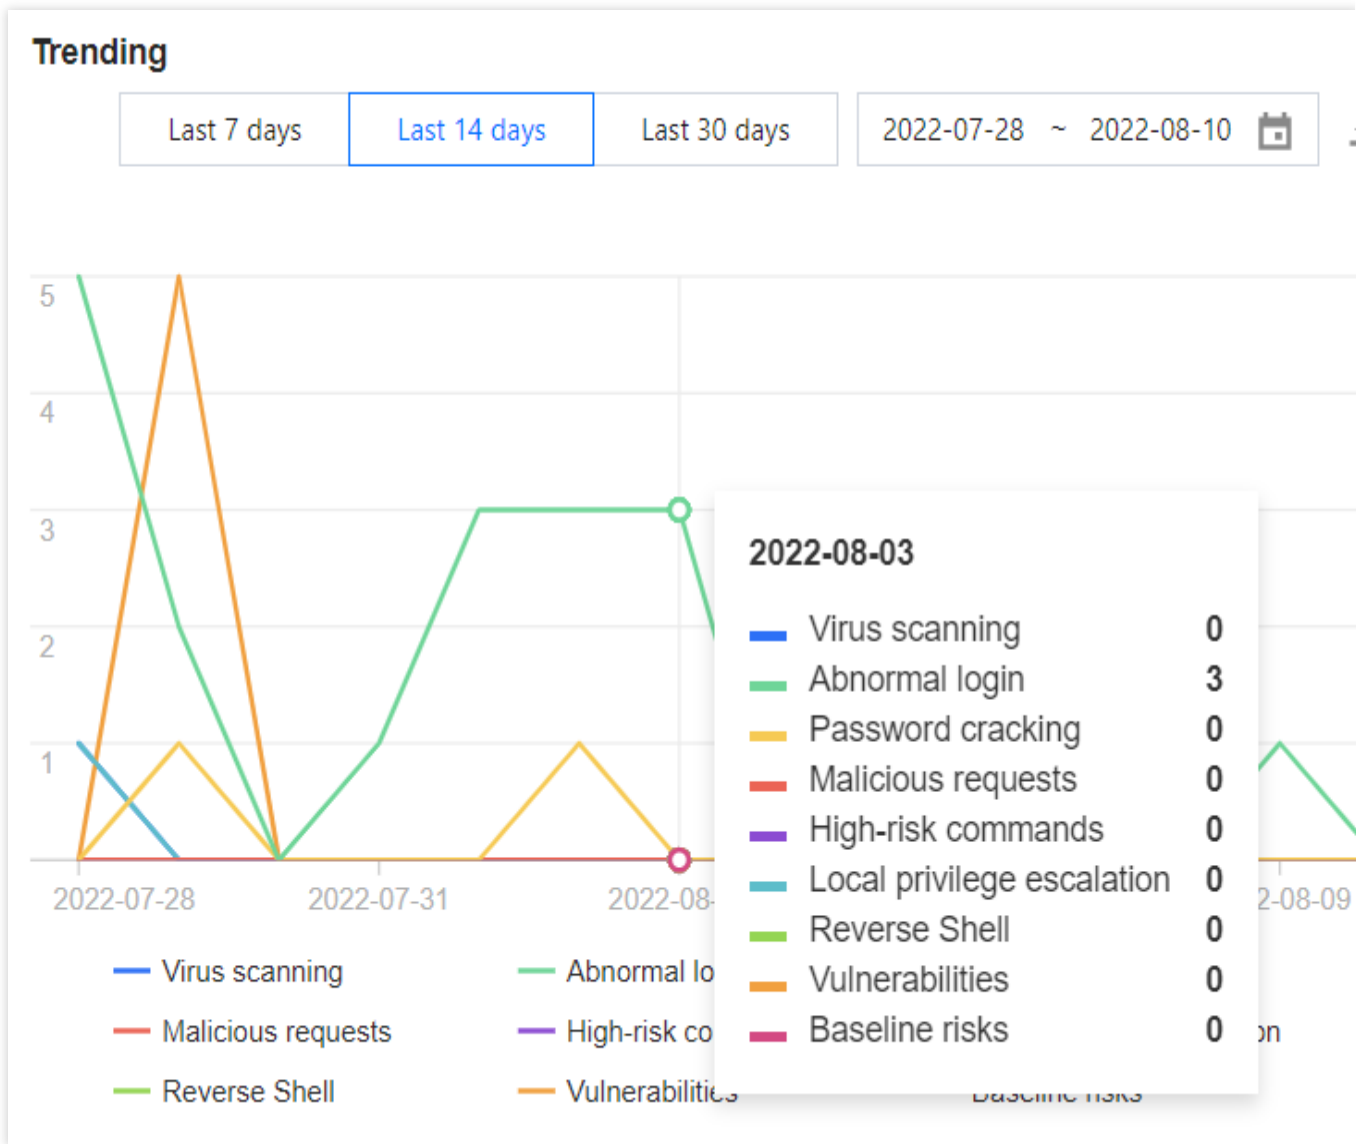 Trending
Last 7 days Last 14 days Last 30 days 2022-07-28 ~ 2022-08-10
5
4
3
2
1
2022-08-03
Virus scanning 0
Abnormal login 3
Password cracking 0
Malicious requests 0
High-risk commands 0
Local privilege escalation 0
Reverse Shell 0
Vulnerabilities 0
Baseline risks 0
2022-07-28 2022-07-31 2022-08- 2-08-09
Virus scanning Abnormal lo
Malicious requests High-risk co on
Reverse Shell Vulnerabilities Baseline risks